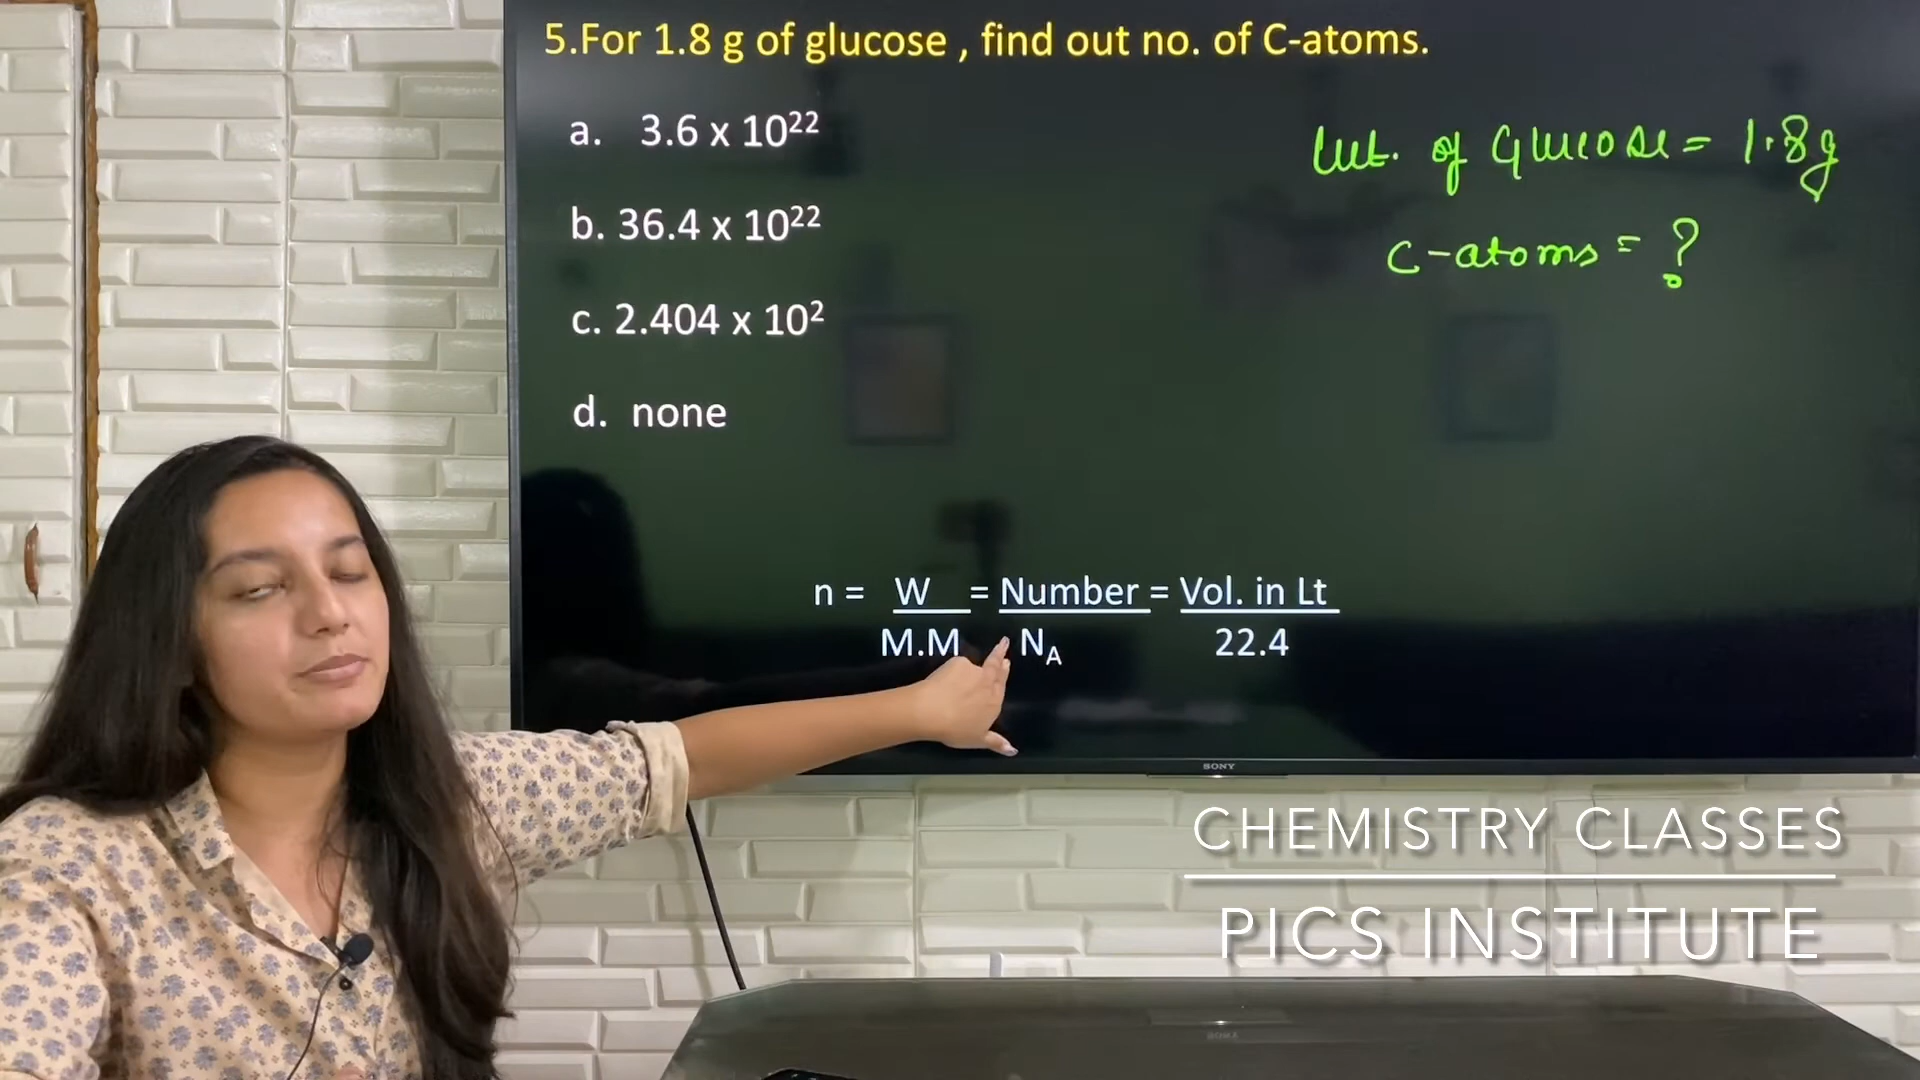 5.For 1.8 g of glucose , find out no. of C-atoms.
a. 3.6 x 10²²
b. 36.4 x 10²²
c. 2.404 x 10²
d. none
wt. of Glucose = 1.8g
C-atoms = ?
n = W = Number = Vol. in Lt
M.M N_A 22.4
SONY
CHEMISTRY CLASSES
PICS INSTITUTE